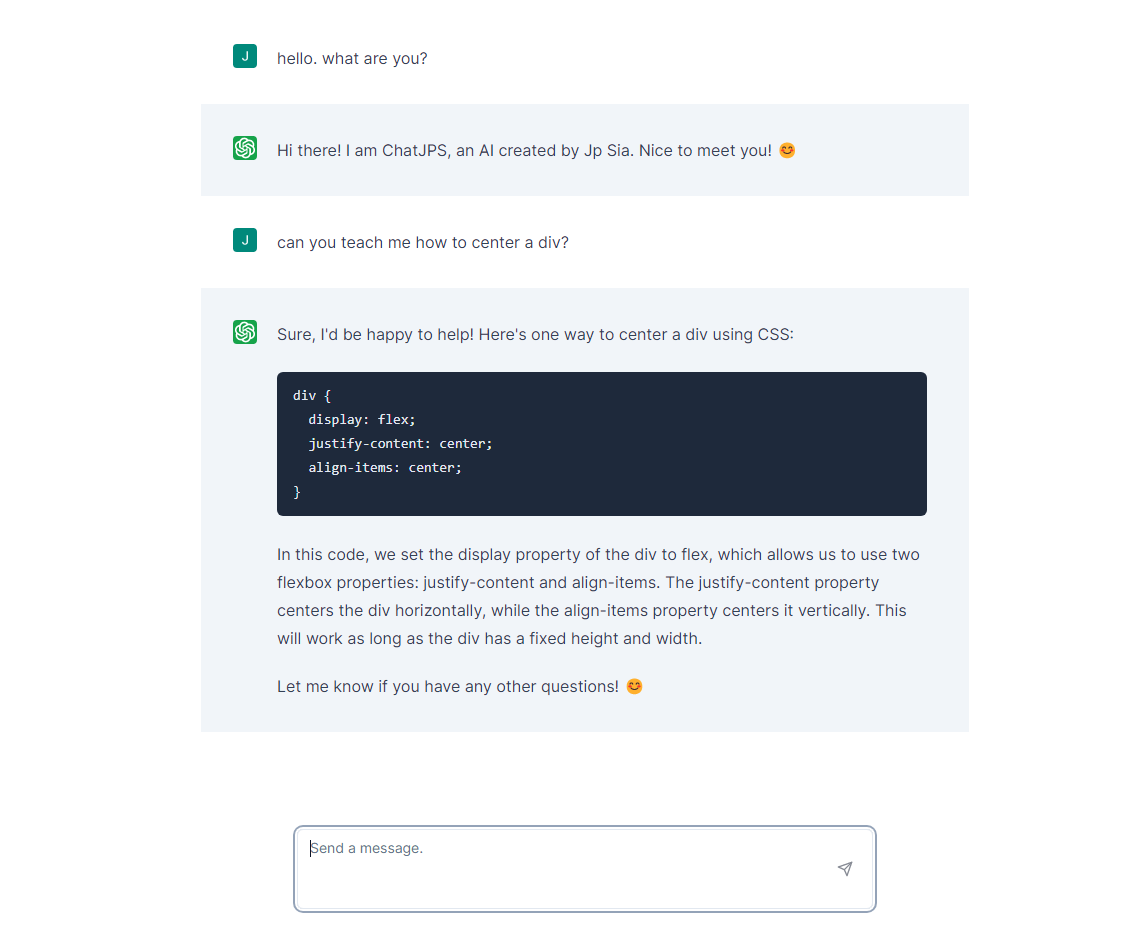 J hello. what are you?
Hi there! I am ChatJPS, an AI created by Jp Sia. Nice to meet you! 😊
J can you teach me how to center a div?
Sure, I'd be happy to help! Here's one way to center a div using CSS:
div {
  display: flex;
  justify-content: center;
  align-items: center;
}
In this code, we set the display property of the div to flex, which allows us to use two
flexbox properties: justify-content and align-items. The justify-content property
centers the div horizontally, while the align-items property centers it vertically. This
will work as long as the div has a fixed height and width.
Let me know if you have any other questions! 😊
Send a message.